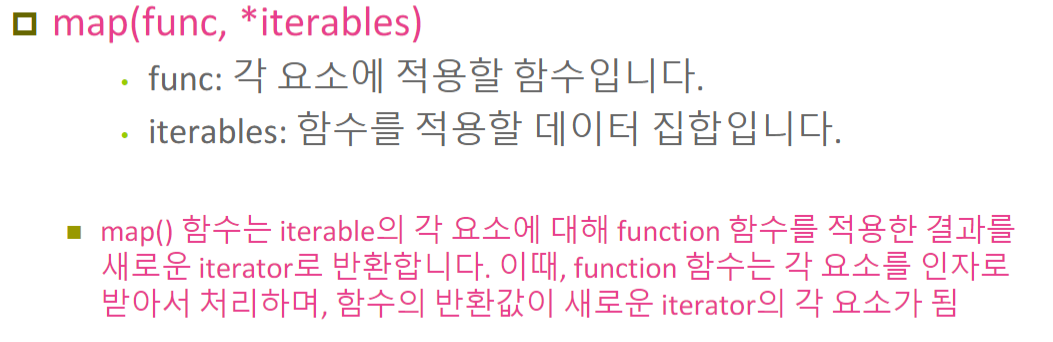 map(func, *iterables)
func: 각 요소에 적용할 함수입니다.
iterables: 함수를 적용할 데이터 집합입니다.
map() 함수는 iterable의 각 요소에 대해 function 함수를 적용한 결과를
새로운 iterator로 반환합니다. 이때, function 함수는 각 요소를 인자로
받아서 처리하며, 함수의 반환값이 새로운 iterator의 각 요소가 됨